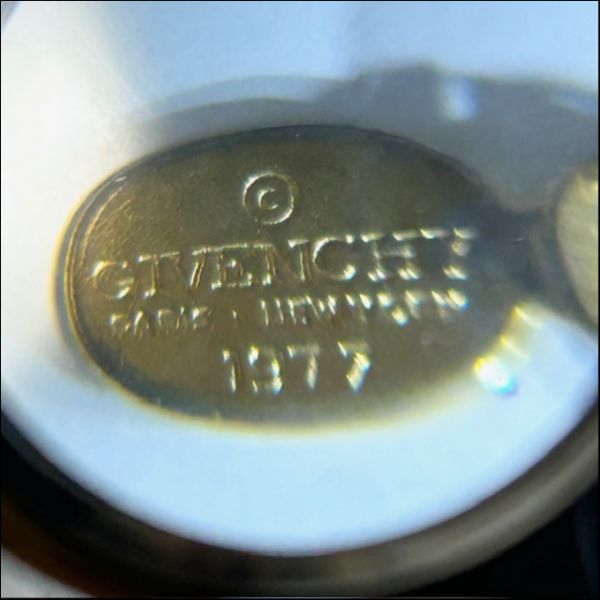 ©
GIVENCHY
PARIS · NEW YORK
1977